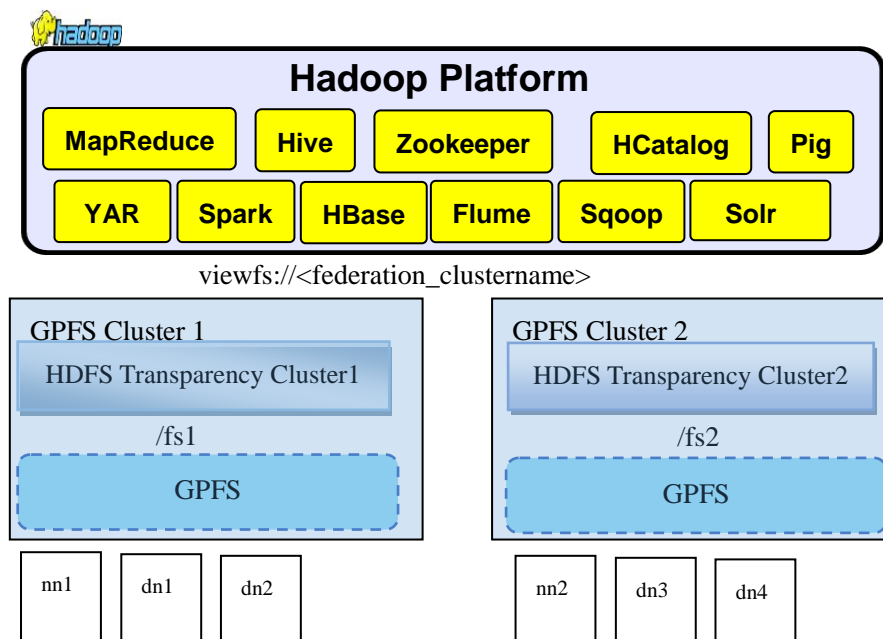 hadoop
Hadoop Platform
MapReduce Hive Zookeeper HCatalog Pig
YAR Spark HBase Flume Sqoop Solr
viewfs://<federation_clustername>
GPFS Cluster 1
HDFS Transparency Cluster1
/fs1
GPFS
GPFS Cluster 2
HDFS Transparency Cluster2
/fs2
GPFS
nn1 dn1 dn2
nn2 dn3 dn4